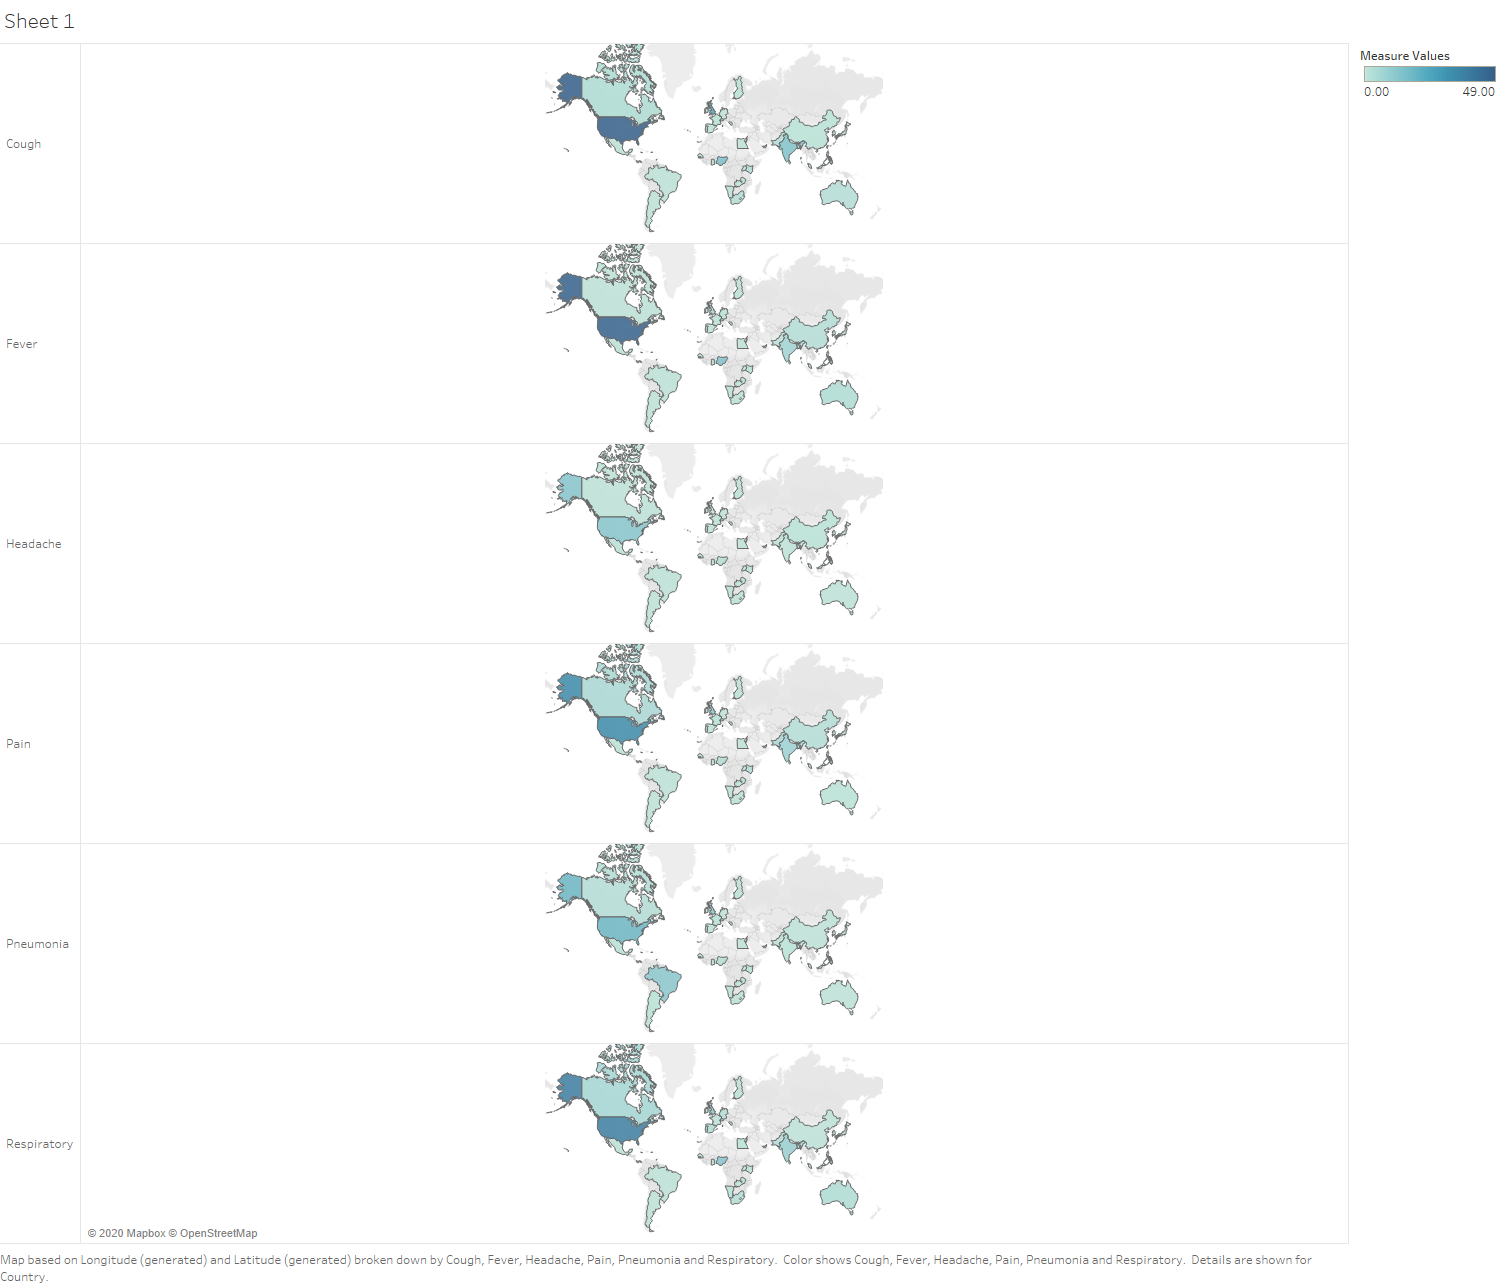 Sheet 1
Measure Values
0.00 49.00
Cough
Fever
Headache
Pain
Pneumonia
Respiratory
© 2020 Mapbox © OpenStreetMap
Map based on Longitude (generated) and Latitude (generated) broken down by Cough, Fever, Headache, Pain, Pneumonia and Respiratory.  Color shows Cough, Fever, Headache, Pain, Pneumonia and Respiratory.  Details are shown for
Country.